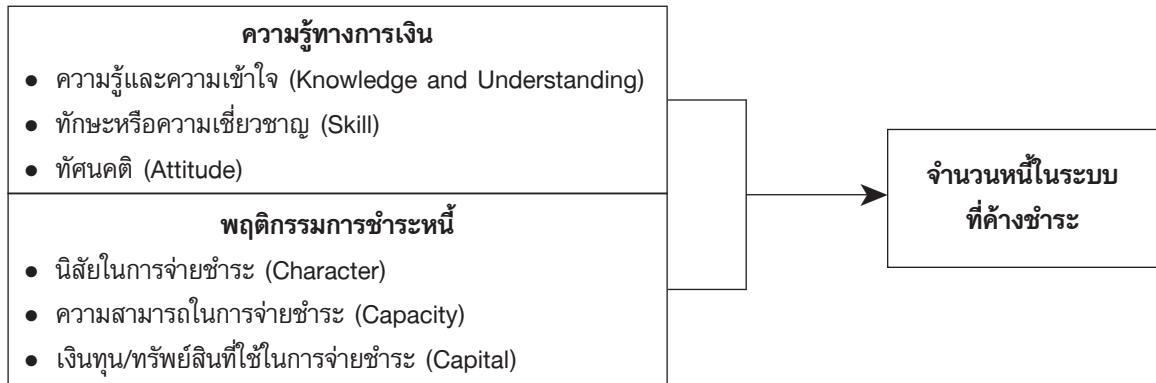 ความรู้ทางการเงิน
● ความรู้และความเข้าใจ (Knowledge and Understanding)
● ทักษะหรือความเชี่ยวชาญ (Skill)
● ทัศนคติ (Attitude)
พฤติกรรมการชำระหนี้
● นิสัยในการจ่ายชำระ (Character)
● ความสามารถในการจ่ายชำระ (Capacity)
● เงินทุน/ทรัพย์สินที่ใช้ในการจ่ายชำระ (Capital)
จำนวนหนี้ในระบบ
ที่ค้างชำระ